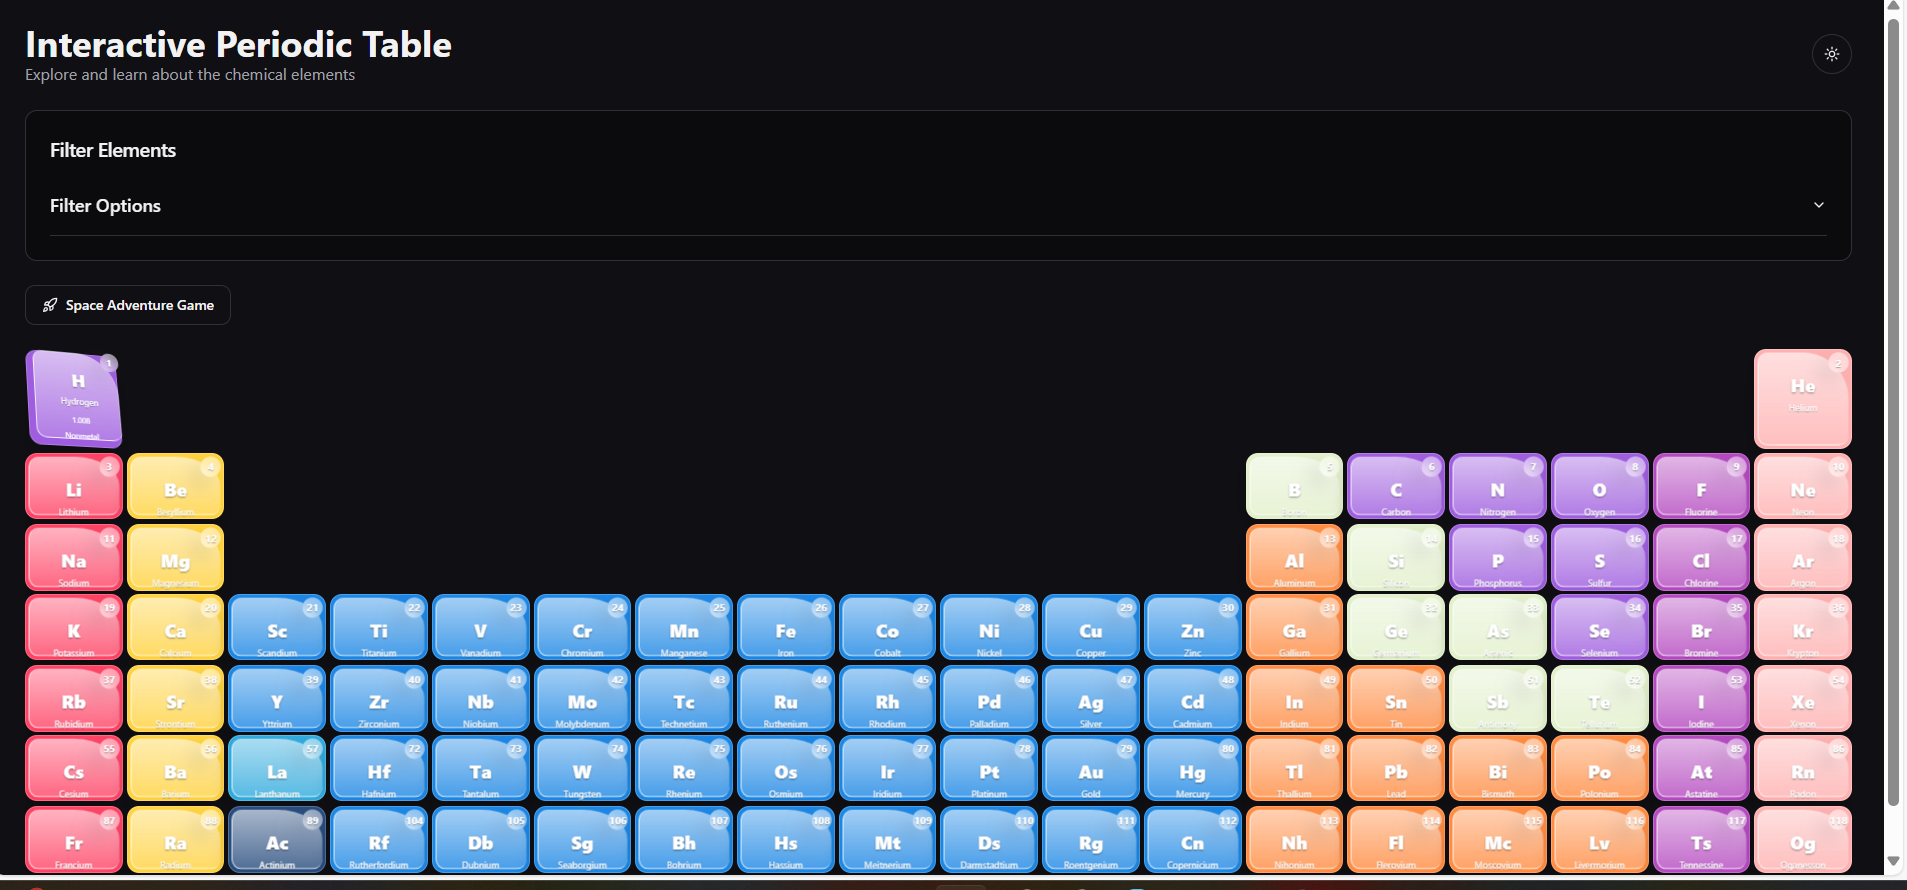 Interactive Periodic Table
Explore and learn about the chemical elements
Filter Elements
Filter Options
Space Adventure Game
1
H
Hydrogen
1.008
Nonmetal
2
He
Helium
3 4 5 6 7 8 9 10
Li Be B C N O F Ne
Lithium Beryllium Boron Carbon Nitrogen Oxygen Fluorine Neon
11 12 13 14 15 16 17 18
Na Mg Al Si P S Cl Ar
Sodium Magnesium Aluminum Silicon Phosphorus Sulfur Chlorine Argon
19 20 21 22 23 24 25 26 27 28 29 30 31 32 33 34 35 36
K Ca Sc Ti V Cr Mn Fe Co Ni Cu Zn Ga Ge As Se Br Kr
Potassium Calcium Scandium Titanium Vanadium Chromium Manganese Iron Cobalt Nickel Copper Zinc Gallium Germanium Arsenic Selenium Bromine Krypton
37 38 39 40 41 42 43 44 45 46 47 48 49 50 51 52 53 54
Rb Sr Y Zr Nb Mo Tc Ru Rh Pd Ag Cd In Sn Sb Te I Xe
Rubidium Strontium Yttrium Zirconium Niobium Molybdenum Technetium Ruthenium Rhodium Palladium Silver Cadmium Indium Tin Iodine Xenon
55 56 57 72 73 74 75 76 77 78 79 80 81 82 83 84 85 86
Cs Ba La Hf Ta W Re Os Ir Pt Au Hg Tl Pb Bi Po At Rn
Cesium Barium Lanthanum Hafnium Tantalum Tungsten Rhenium Osmium Iridium Platinum Gold Mercury Thallium Lead Bismuth Polonium Astatine Radon
87 88 89 104 105 106 107 108 109 110 111 112 113 114 115 116 117 118
Fr Ra Ac Rf Db Sg Bh Hs Mt Ds Rg Cn Nh Fl Mc Lv Ts Og
Francium Radium Actinium Rutherfordium Dubnium Seaborgium Bohrium Hassium Meitnerium Darmstadtium Roentgenium Copernicium Nihonium Flerovium Moscovium Livermorium Tennessine Oganesson